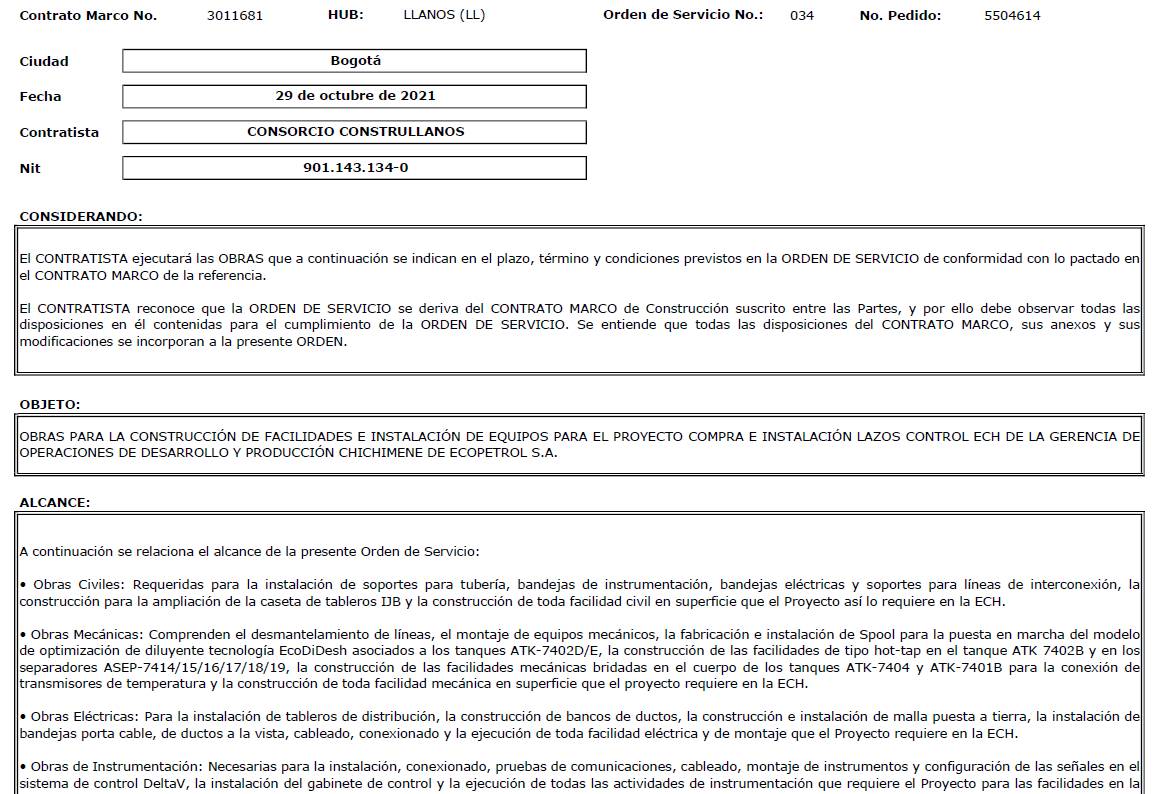 Contrato Marco No. 3011681 HUB: LLANOS (LL) Orden de Servicio No.: 034 No. Pedido: 5504614
Ciudad Bogotá
Fecha 29 de octubre de 2021
Contratista CONSORCIO CONSTRULLANOS
Nit 901.143.134-0
CONSIDERANDO:
El CONTRATISTA ejecutará las OBRAS que a continuación se indican en el plazo, término y condiciones previstos en la ORDEN DE SERVICIO de conformidad con lo pactado en
el CONTRATO MARCO de la referencia.
El CONTRATISTA reconoce que la ORDEN DE SERVICIO se deriva del CONTRATO MARCO de Construcción suscrito entre las Partes, y por ello debe observar todas las
disposiciones en él contenidas para el cumplimiento de la ORDEN DE SERVICIO. Se entiende que todas las disposiciones del CONTRATO MARCO, sus anexos y sus
modificaciones se incorporan a la presente ORDEN.
OBJETO:
OBRAS PARA LA CONSTRUCCIÓN DE FACILIDADES E INSTALACIÓN DE EQUIPOS PARA EL PROYECTO COMPRA E INSTALACIÓN LAZOS CONTROL ECH DE LA GERENCIA DE
OPERACIONES DE DESARROLLO Y PRODUCCIÓN CHICHIMENE DE ECOPETROL S.A.
ALCANCE:
A continuación se relaciona el alcance de la presente Orden de Servicio:
• Obras Civiles: Requeridas para la instalación de soportes para tubería, bandejas de instrumentación, bandejas eléctricas y soportes para líneas de interconexión, la
construcción para la ampliación de la caseta de tableros IJB y la construcción de toda facilidad civil en superficie que el Proyecto así lo requiere en la ECH.
• Obras Mecánicas: Comprenden el desmantelamiento de líneas, el montaje de equipos mecánicos, la fabricación e instalación de Spool para la puesta en marcha del modelo
de optimización de diluyente tecnología EcoDiDesh asociados a los tanques ATK-7402D/E, la construcción de las facilidades de tipo hot-tap en el tanque ATK 7402B y en los
separadores ASEP-7414/15/16/17/18/19, la construcción de las facilidades mecánicas bridadas en el cuerpo de los tanques ATK-7404 y ATK-7401B para la conexión de
transmisores de temperatura y la construcción de toda facilidad mecánica en superficie que el proyecto requiere en la ECH.
• Obras Eléctricas: Para la instalación de tableros de distribución, la construcción de bancos de ductos, la construcción e instalación de malla puesta a tierra, la instalación de
bandejas porta cable, de ductos a la vista, cableado, conexionado y la ejecución de toda facilidad eléctrica y de montaje que el Proyecto requiere en la ECH.
• Obras de Instrumentación: Necesarias para la instalación, conexionado, pruebas de comunicaciones, cableado, montaje de instrumentos y configuración de las señales en el
sistema de control DeltaV, la instalación del gabinete de control y la ejecución de todas las actividades de instrumentación que requiere el Proyecto para las facilidades en la